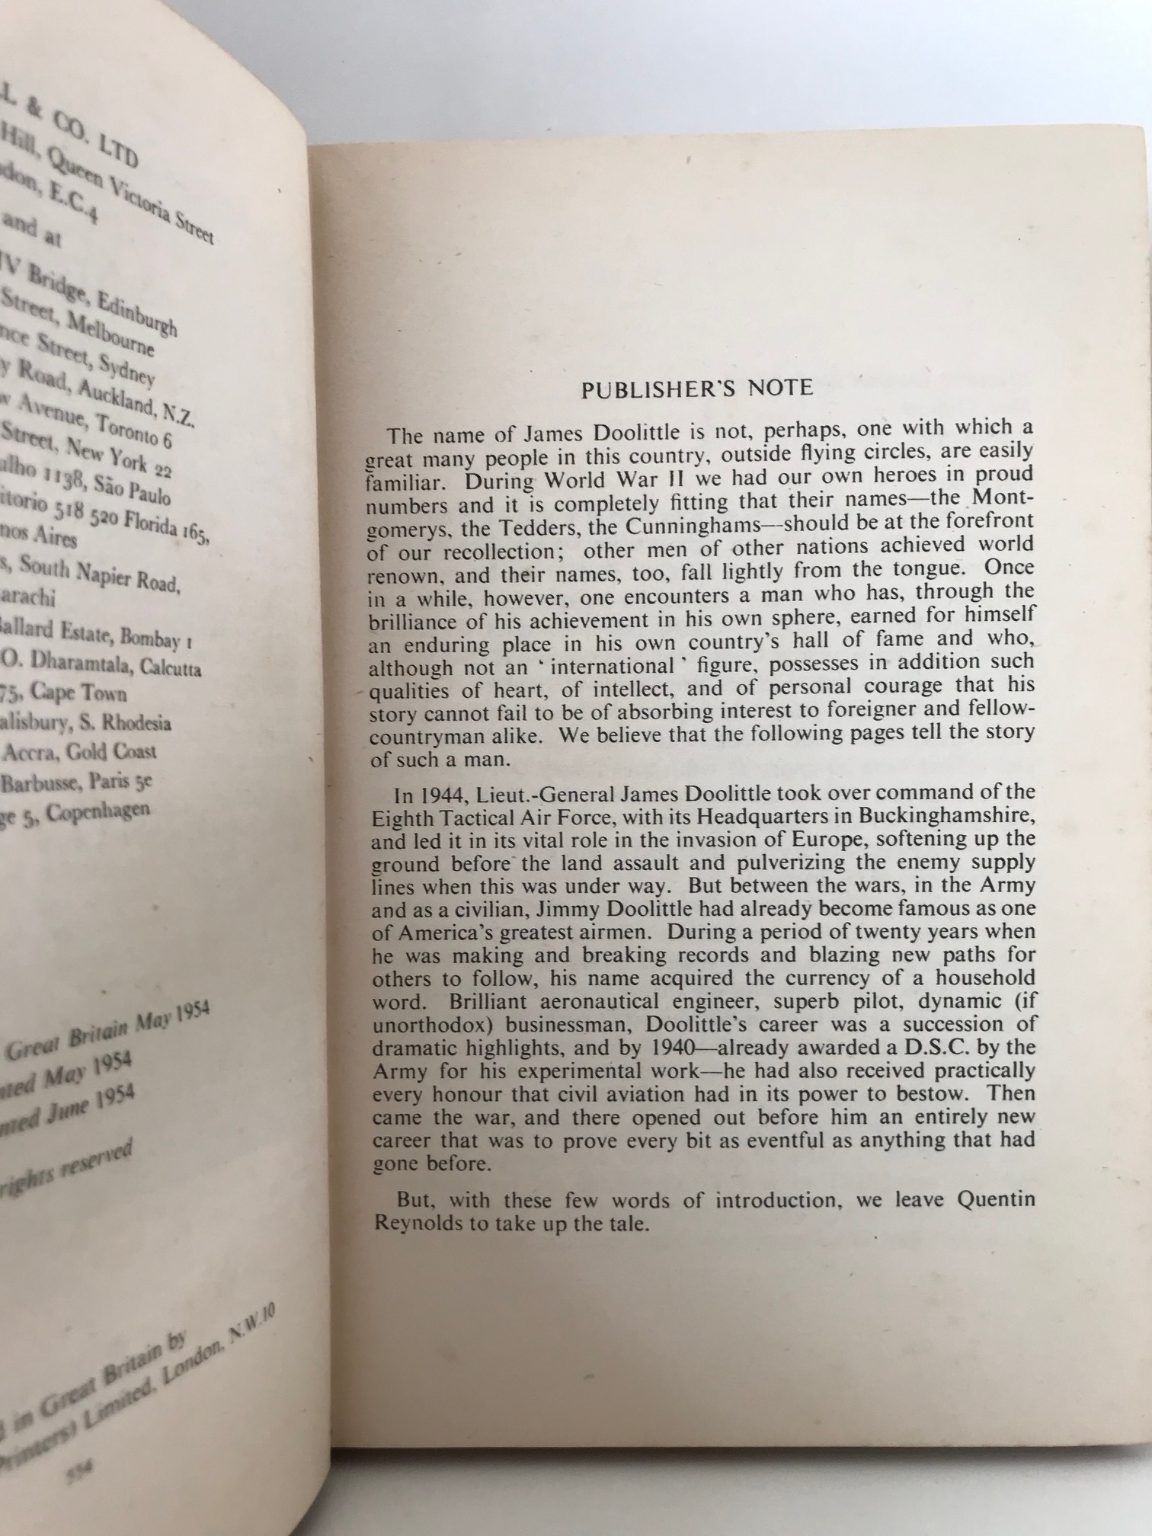 & CO. LTD
Hill, Queen Victoria Street
E.C.4
and at
IV Bridge, Edinburgh
Street, Melbourne
Street, Sydney
Road, Auckland, N.Z.
Avenue, Toronto 6
Street, New York 22
1138, São Paulo
518 520 Florida 165,
Aires
South Napier Road,
Ballard Estate, Bombay 1
P.O. Dharamtala, Calcutta
75, Cape Town
Salisbury, S. Rhodesia
Accra, Gold Coast
Barbusse, Paris 5e
5, Copenhagen
Great Britain May 1954
May 1954
June 1954
rights reserved
in Great Britain by
Printers) Limited, London, N.W.10
554
PUBLISHER'S NOTE
The name of James Doolittle is not, perhaps, one with which a
great many people in this country, outside flying circles, are easily
familiar. During World War II we had our own heroes in proud
numbers and it is completely fitting that their names—the Mont-
gomerys, the Tedders, the Cunninghams—should be at the forefront
of our recollection; other men of other nations achieved world
renown, and their names, too, fall lightly from the tongue. Once
in a while, however, one encounters a man who has, through the
brilliance of his achievement in his own sphere, earned for himself
an enduring place in his own country's hall of fame and who,
although not an ‘international’ figure, possesses in addition such
qualities of heart, of intellect, and of personal courage that his
story cannot fail to be of absorbing interest to foreigner and fellow-
countryman alike. We believe that the following pages tell the story
of such a man.
In 1944, Lieut.-General James Doolittle took over command of the
Eighth Tactical Air Force, with its Headquarters in Buckinghamshire,
and led it in its vital role in the invasion of Europe, softening up the
ground before the land assault and pulverizing the enemy supply
lines when this was under way. But between the wars, in the Army
and as a civilian, Jimmy Doolittle had already become famous as one
of America's greatest airmen. During a period of twenty years when
he was making and breaking records and blazing new paths for
others to follow, his name acquired the currency of a household
word. Brilliant aeronautical engineer, superb pilot, dynamic (if
unorthodox) businessman, Doolittle's career was a succession of
dramatic highlights, and by 1940—already awarded a D.S.C. by the
Army for his experimental work—he had also received practically
every honour that civil aviation had in its power to bestow. Then
came the war, and there opened out before him an entirely new
career that was to prove every bit as eventful as anything that had
gone before.
But, with these few words of introduction, we leave Quentin
Reynolds to take up the tale.